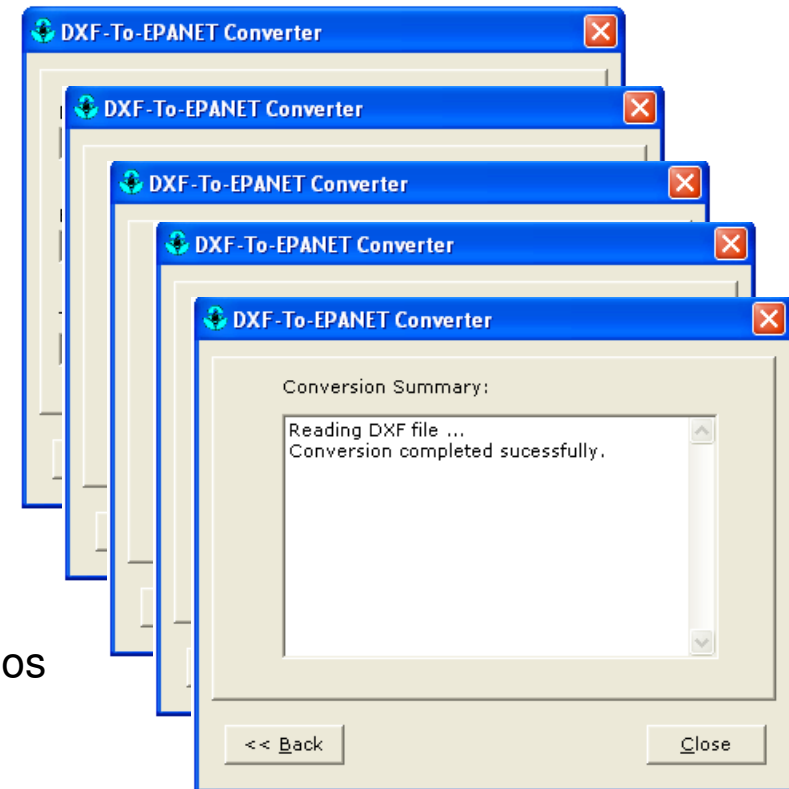 DXF-To-EPANET Converter
DXF-To-EPANET Converter
DXF-To-EPANET Converter
DXF-To-EPANET Converter
DXF-To-EPANET Converter
Conversion Summary:
Reading DXF file ...
Conversion completed sucessfully.
os
<< Back
Close